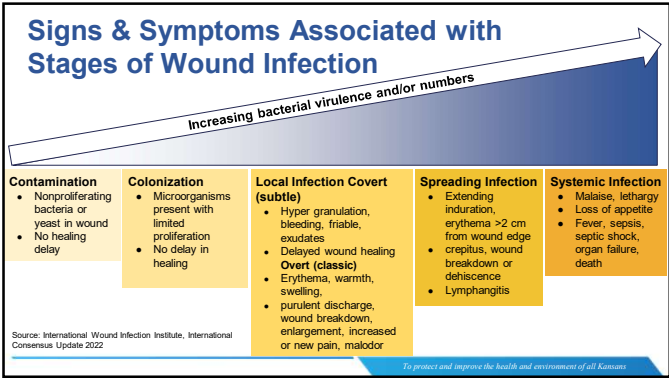 Signs & Symptoms Associated with
Stages of Wound Infection
Increasing bacterial virulence and/or numbers
Contamination
• Nonproliferating
bacteria or
yeast in wound
• No healing
delay
Colonization
• Microorganisms
present with
limited
proliferation
• No delay in
healing
Local Infection Covert
(subtle)
• Hyper granulation,
bleeding, friable,
exudates
• Delayed wound healing
Overt (classic)
• Erythema, warmth,
swelling,
• purulent discharge,
wound breakdown,
enlargement, increased
or new pain, malodor
Spreading Infection
• Extending
induration,
erythema >2 cm
from wound edge
• crepitus, wound
breakdown or
dehiscence
• Lymphangitis
Systemic Infection
• Malaise, lethargy
• Loss of appetite
• Fever, sepsis,
septic shock,
organ failure,
death
Source: International Wound Infection Institute, International
Consensus Update 2022
To protect and improve the health and environment of all Kansans